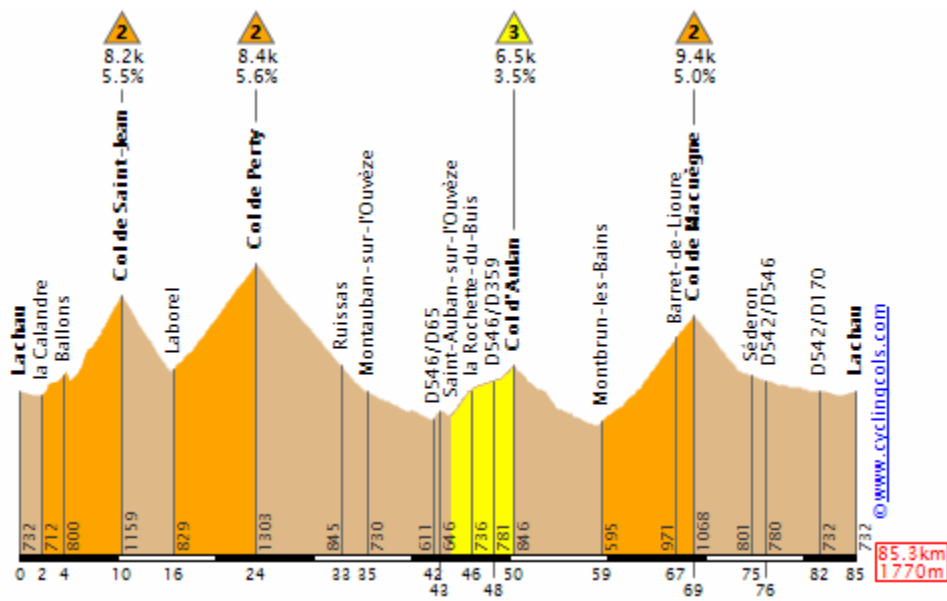 2
2
3
2
8.2k
5.5%
8.4k
5.6%
6.5k
3.5%
9.4k
5.0%
Lachau
la Calandre
Ballons
Col de Saint-Jean
Laborel
Col de Perty
Ruissas
Montauban-sur-l'Ouvèze
D546/D65
Saint-Auban-sur-l'Ouvèze
la Rochette-du-Buis
D546/D359
Col d'Aulan
Montbrun-les-Bains
Barret-de-Lioure
Col de Macuègne
Séderon
D542/D546
D542/D170
Lachau
732
712
800
1159
829
1303
845
730
611
646
736
781
846
595
971
1068
801
780
732
732
0 2 4 10 16 24 33 35 42 46 50 59 67 75 82 85
43 48 69 76
85.3km
1770m
©www.cyclingcols.com